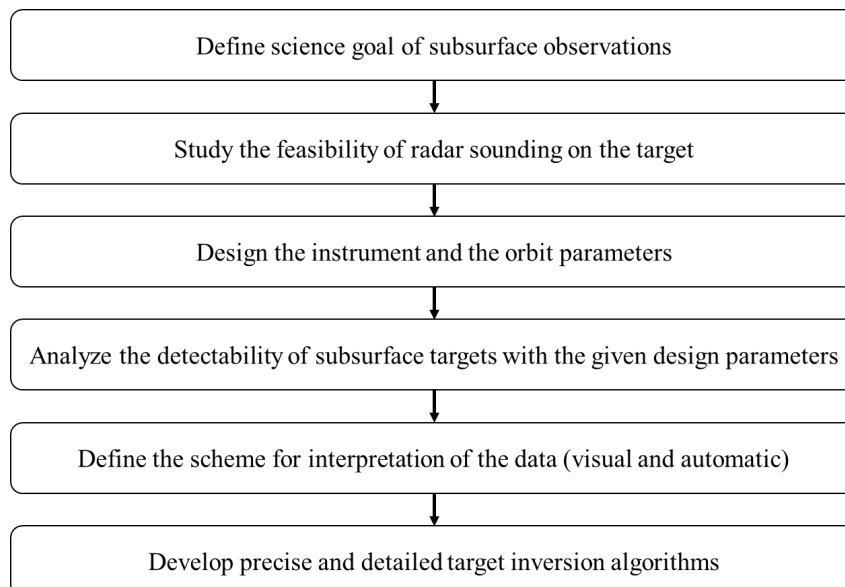 Define science goal of subsurface observations
Study the feasibility of radar sounding on the target
Design the instrument and the orbit parameters
Analyze the detectability of subsurface targets with the given design parameters
Define the scheme for interpretation of the data (visual and automatic)
Develop precise and detailed target inversion algorithms